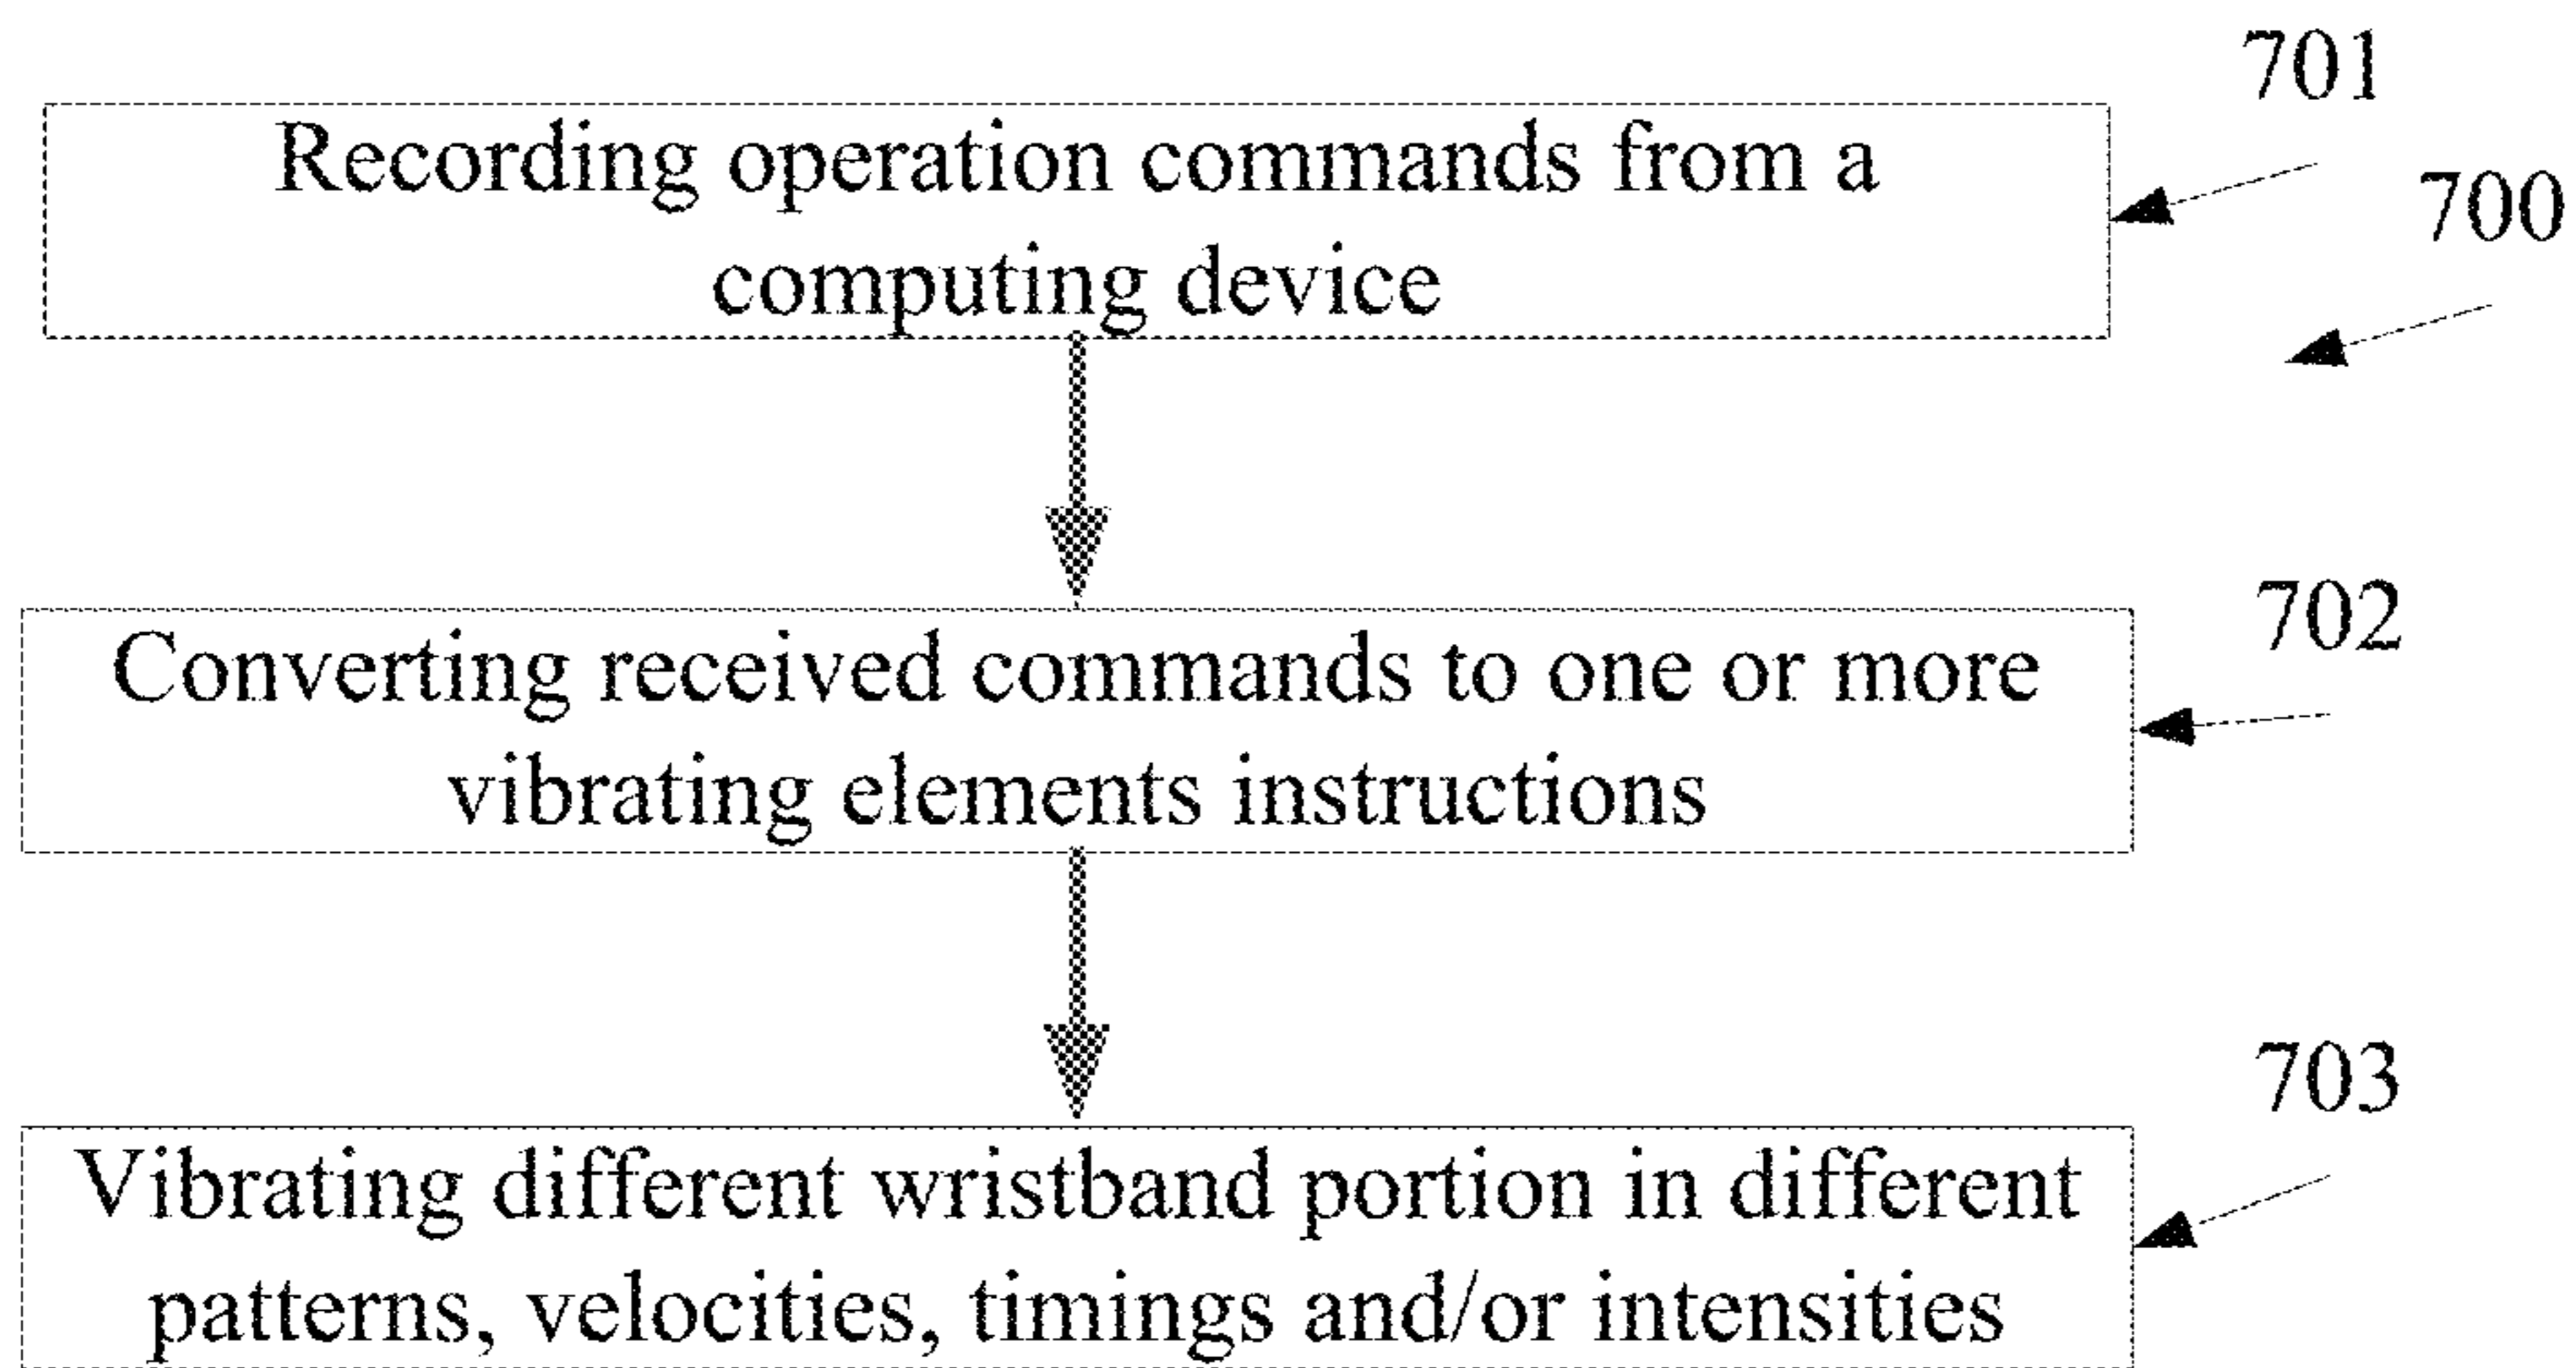 701
Recording operation commands from a
computing device
700
702
Converting received commands to one or more
vibrating elements instructions
703
Vibrating different wristband portion in different
patterns, velocities, timings and/or intensities